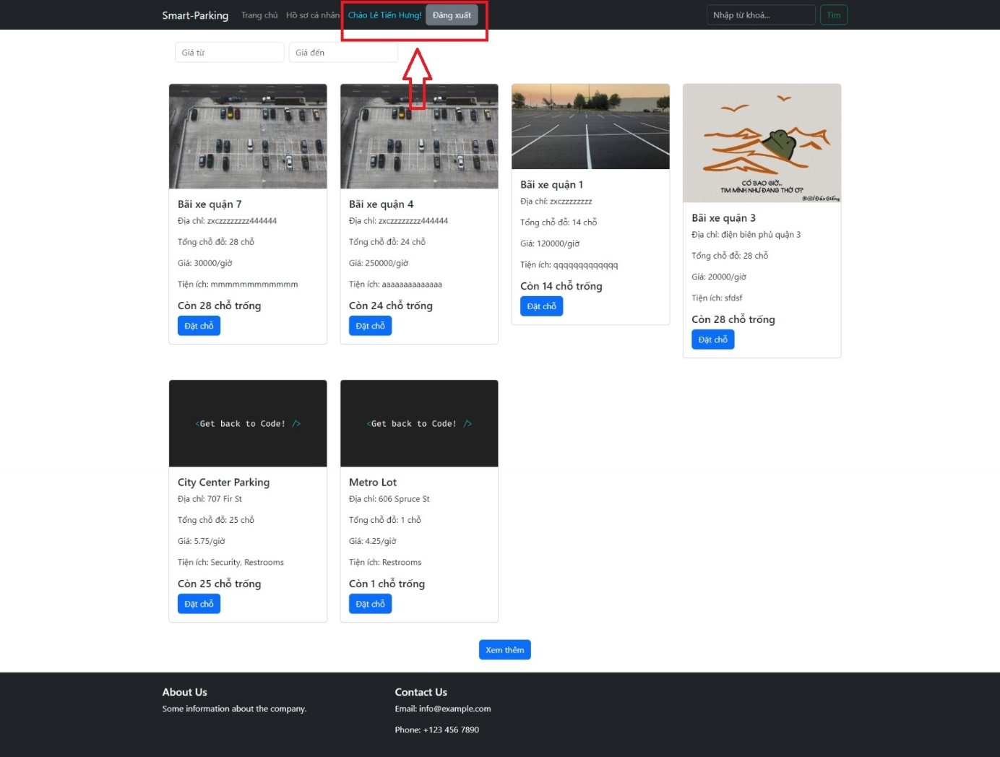 Smart-Parking Trang chủ Hồ sơ cá nhân Chào Lê Tiến Hưng! Đăng xuất Nhập từ khoá... Tìm
Giá từ Giá đến
Bãi xe quận 7
Địa chỉ: zxczzzzzzzz444444
Tổng chỗ đỗ: 28 chỗ
Giá: 30000/giờ
Tiện ích: mmmmmmmmmmmmm
Còn 28 chỗ trống
Đặt chỗ
Bãi xe quận 4
Địa chỉ: zxczzzzzzzz444444
Tổng chỗ đỗ: 24 chỗ
Giá: 250000/giờ
Tiện ích: aaaaaaaaaaaaaa
Còn 24 chỗ trống
Đặt chỗ
Bãi xe quận 1
Địa chỉ: zxczzzzzzzz
Tổng chỗ đỗ: 14 chỗ
Giá: 120000/giờ
Tiện ích: qqqqqqqqqqqqq
Còn 14 chỗ trống
Đặt chỗ
CÓ BAO GIỜ...
TIM MÌNH NHƯ ĐANG THỞ Ơ?
Bãi xe quận 3
Địa chỉ: điện biên phủ quận 3
Tổng chỗ đỗ: 28 chỗ
Giá: 20000/giờ
Tiện ích: sfdsf
Còn 28 chỗ trống
Đặt chỗ
<Get back to Code! />
City Center Parking
Địa chỉ: 707 Fir St
Tổng chỗ đỗ: 25 chỗ
Giá: 5.75/giờ
Tiện ích: Security, Restrooms
Còn 25 chỗ trống
Đặt chỗ
<Get back to Code! />
Metro Lot
Địa chỉ: 606 Spruce St
Tổng chỗ đỗ: 1 chỗ
Giá: 4.25/giờ
Tiện ích: Restrooms
Còn 1 chỗ trống
Đặt chỗ
Xem thêm
About Us
Some information about the company.
Contact Us
Email: info@example.com
Phone: +123 456 7890